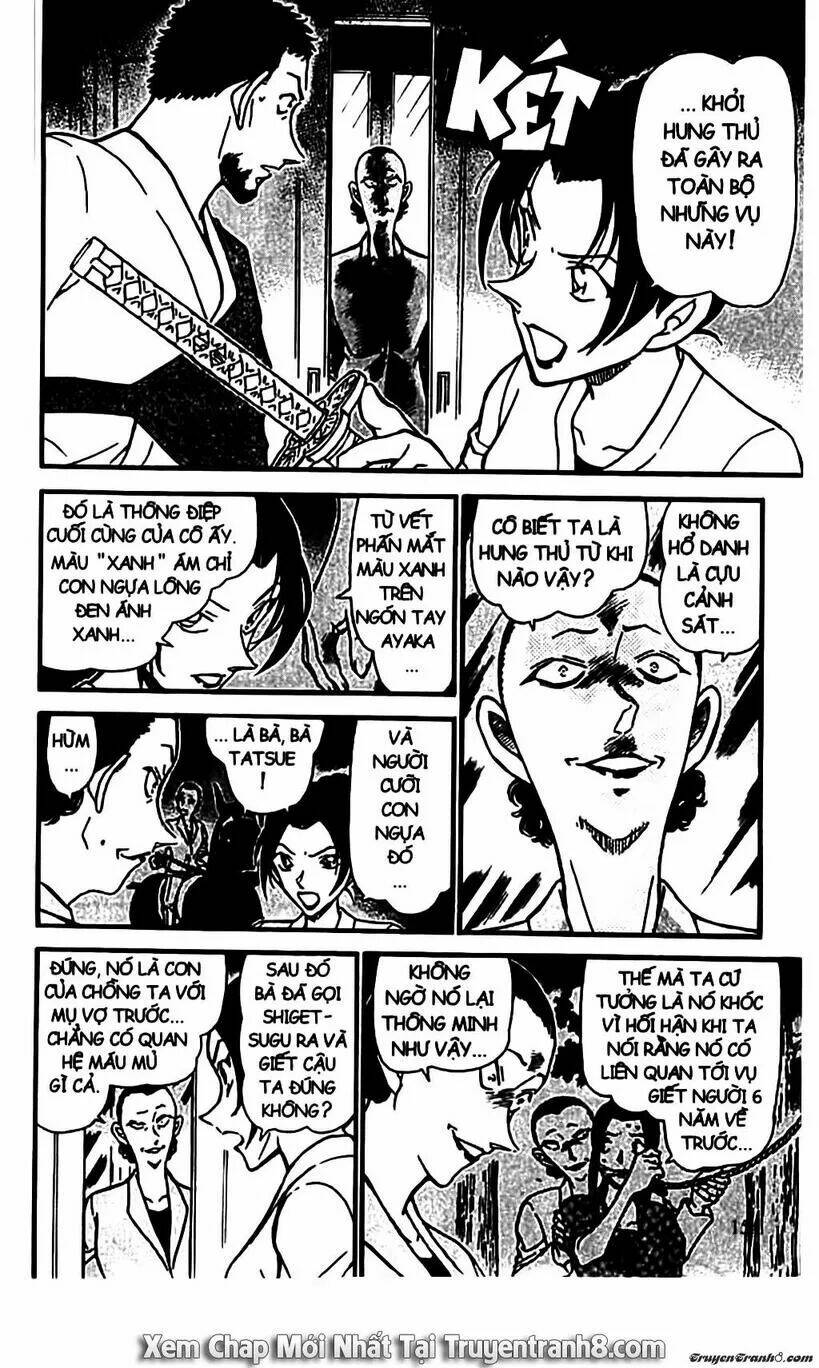 KÉT
... KHỎI
HUNG THỦ
ĐÃ GÂY RA
TOÀN BỘ
NHỮNG VỤ
NÀY!
KHÔNG
HỔ DANH
LÀ CỰU
CẢNH
SÁT...
CÔ BIẾT TA LÀ
HUNG THỦ TỪ KHI
NÀO VẬY?
TỪ VẾT
PHẤN MẮT
MÀU XANH
TRÊN
NGÓN TAY
AYAKA
...
ĐÓ LÀ THÔNG ĐIỆP
CUỐI CÙNG CỦA CÔ ẤY.
MÀU "XANH" ÁM CHỈ
CON NGỰA LÔNG
ĐEN ÁNH
XANH...
VÀ
NGƯỜI
CƯỠI
CON
NGỰA
ĐÓ
...
... LÀ BÀ, BÀ
TATSUE
!
HỪM
...
THẾ MÀ TA CỨ
TƯỞNG LÀ NÓ KHÓC
VÌ HỐI HẬN KHI TA
NÓI RẰNG NÓ CÓ
LIÊN QUAN TỚI VỤ
GIẾT NGƯỜI 6
NĂM VỀ
TRƯỚC...
KHÔNG
NGỜ NÓ LẠI
THÔNG MINH
NHƯ VẬY...
SAU ĐÓ
BÀ ĐÃ GỌI
SHIGET-
SUGU RA VÀ
GIẾT CẬU
TA ĐÚNG
KHÔNG?
ĐÚNG, NÓ LÀ CON
CỦA CHỒNG TA VỚI
MỤ VỢ TRƯỚC...
CHẲNG CÓ QUAN
HỆ MÁU MỦ
GÌ CẢ.
Xem Chap Mới Nhất Tại Truyentranh8.com
TruyenTranh8.com